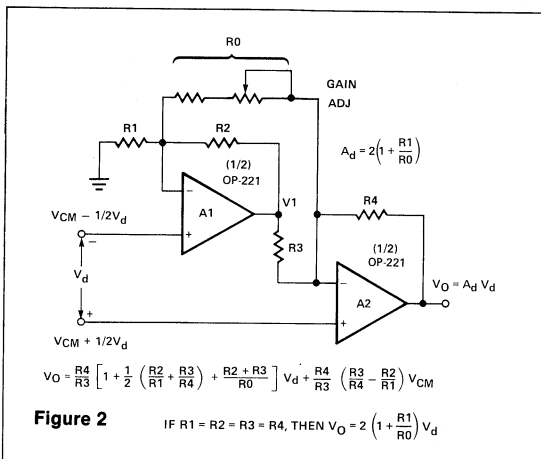 R0
GAIN
ADJ
R1
R2
A_d = 2(1 + R1/R0)
(1/2)
OP-221
R4
V_CM − 1/2V_d
−
−
A1
V1
+
R3
(1/2)
OP-221
V_d
−
A2
V_O = A_d V_d
+
+
V_CM + 1/2V_d
V_O = R4/R3 [1 + 1/2 (R2/R1 + R3/R4) + (R2 + R3)/R0] V_d + R4/R3 (R3/R4 − R2/R1) V_CM
Figure 2
IF R1 = R2 = R3 = R4, THEN V_O = 2 (1 + R1/R0) V_d